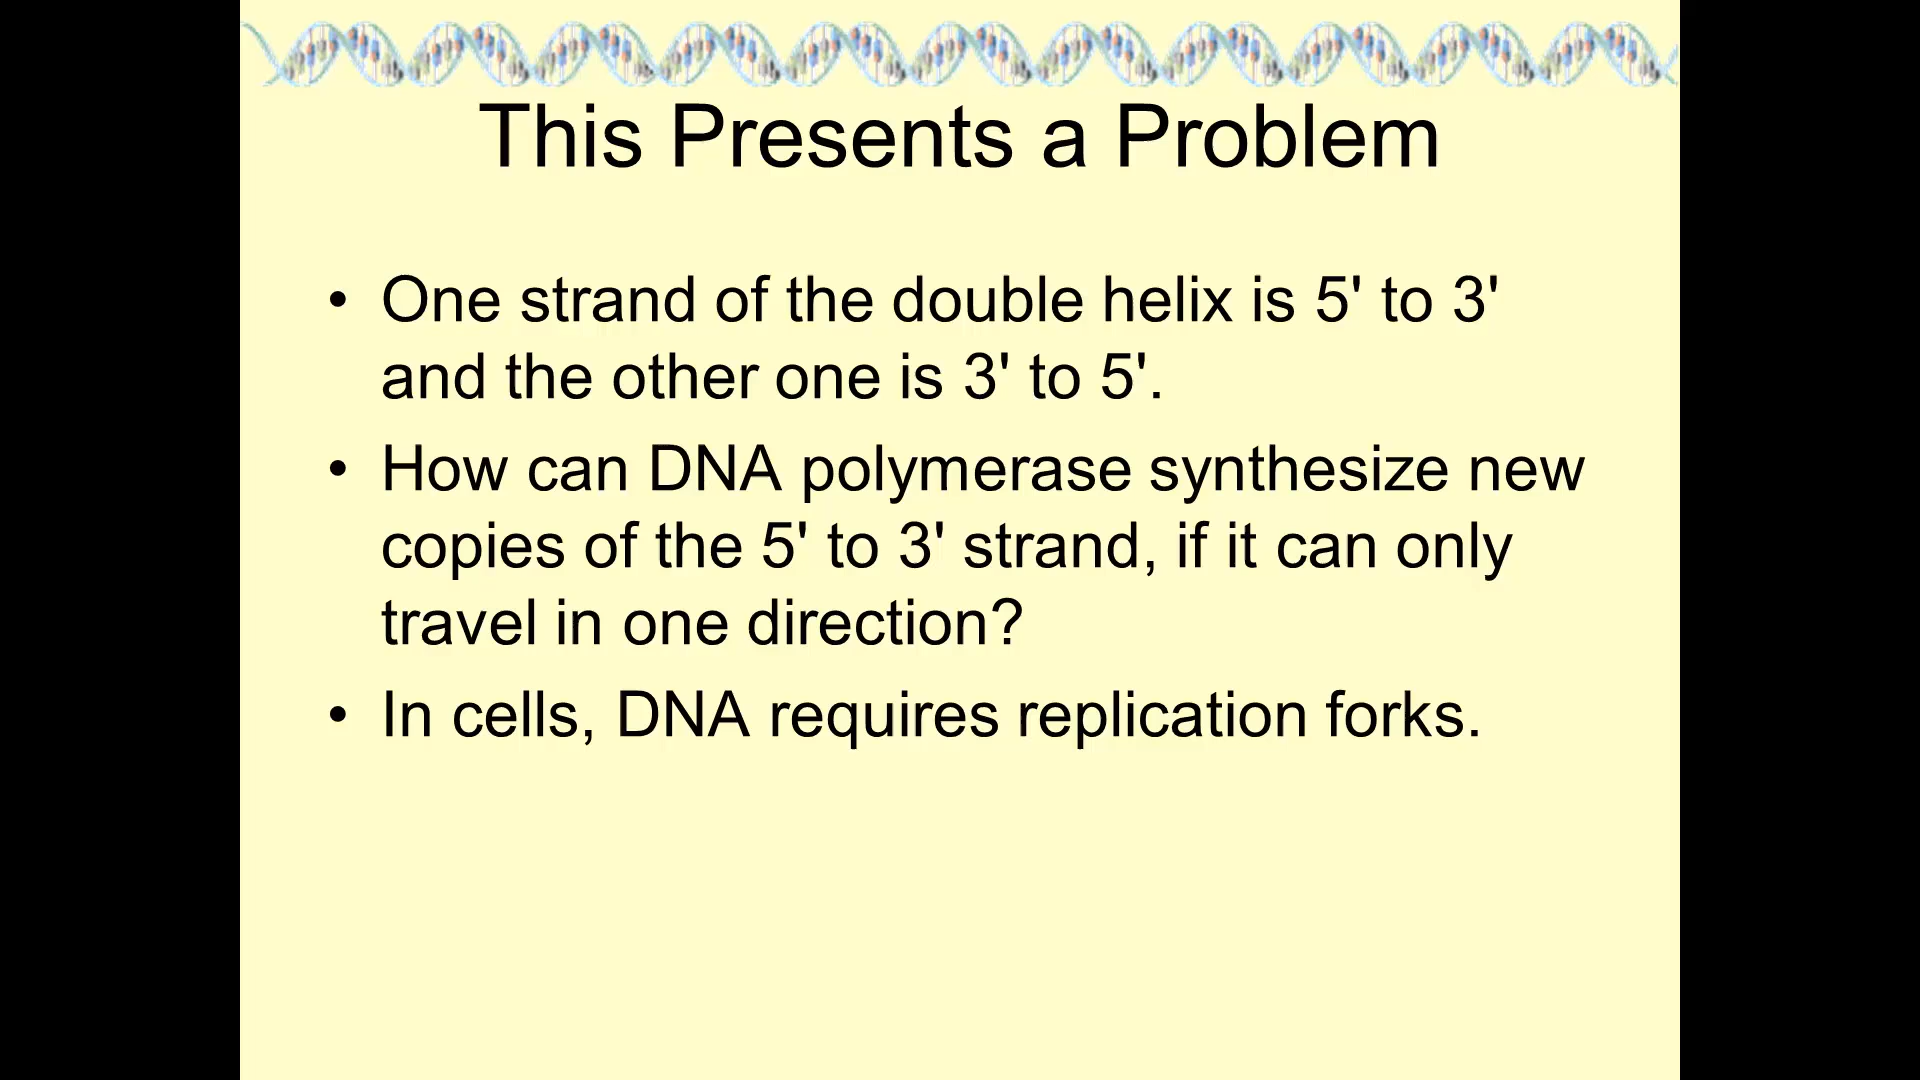 This Presents a Problem
• One strand of the double helix is 5' to 3'
and the other one is 3' to 5'.
• How can DNA polymerase synthesize new
copies of the 5' to 3' strand, if it can only
travel in one direction?
• In cells, DNA requires replication forks.